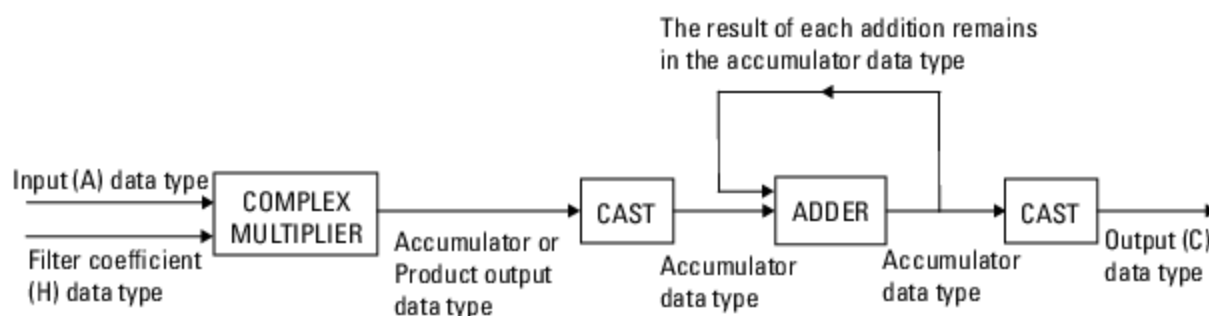 The result of each addition remains
in the accumulator data type
Input (A) data type
COMPLEX
MULTIPLIER
Filter coefficient
(H) data type
Accumulator or
Product output
data type
CAST
Accumulator
data type
ADDER
Accumulator
data type
CAST
Output (C)
data type